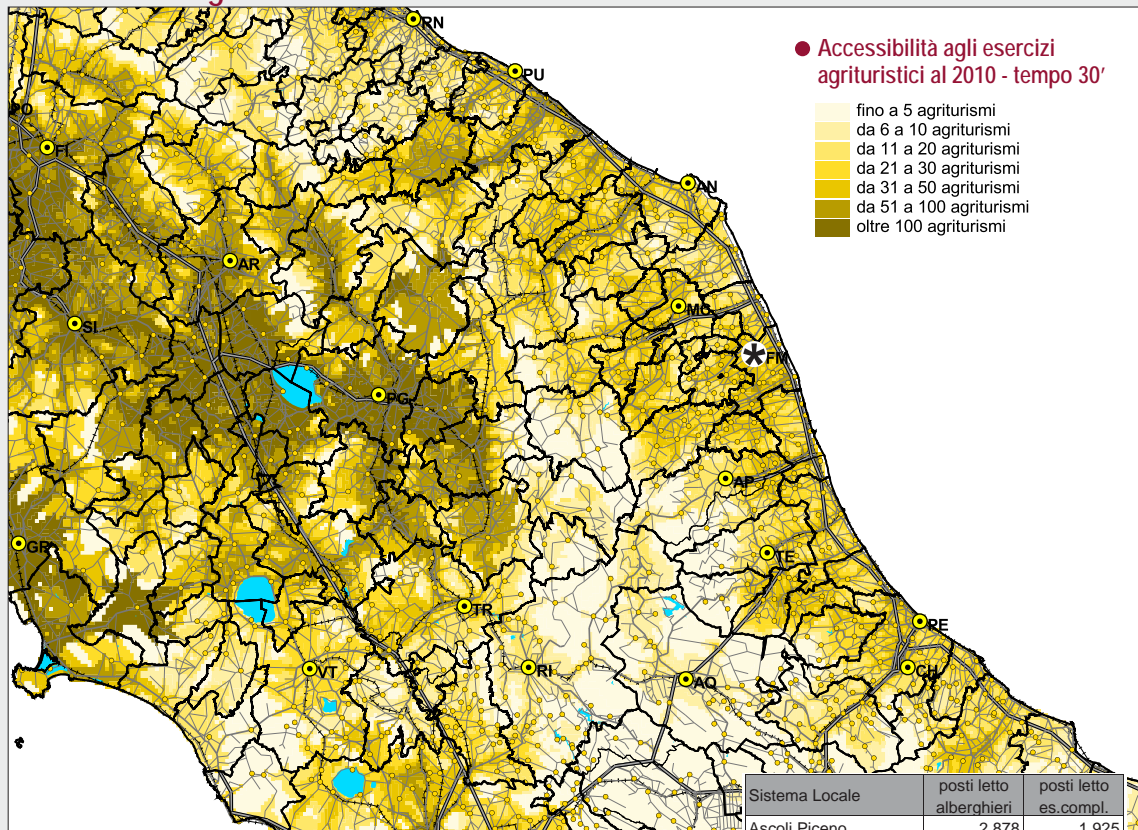 RN
PU
● Accessibilità agli esercizi
agrituristici al 2010 - tempo 30'
fino a 5 agriturismi
da 6 a 10 agriturismi
da 11 a 20 agriturismi
da 21 a 30 agriturismi
da 31 a 50 agriturismi
da 51 a 100 agriturismi
oltre 100 agriturismi
PO
FI
AN
AR
MC
SI
FM
PG
AP
GR
TE
TR
PE
VT
RI
AQ
CH
Sistema Locale posti letto alberghieri posti letto es.compl.
Ascoli Piceno 2.878 1.925